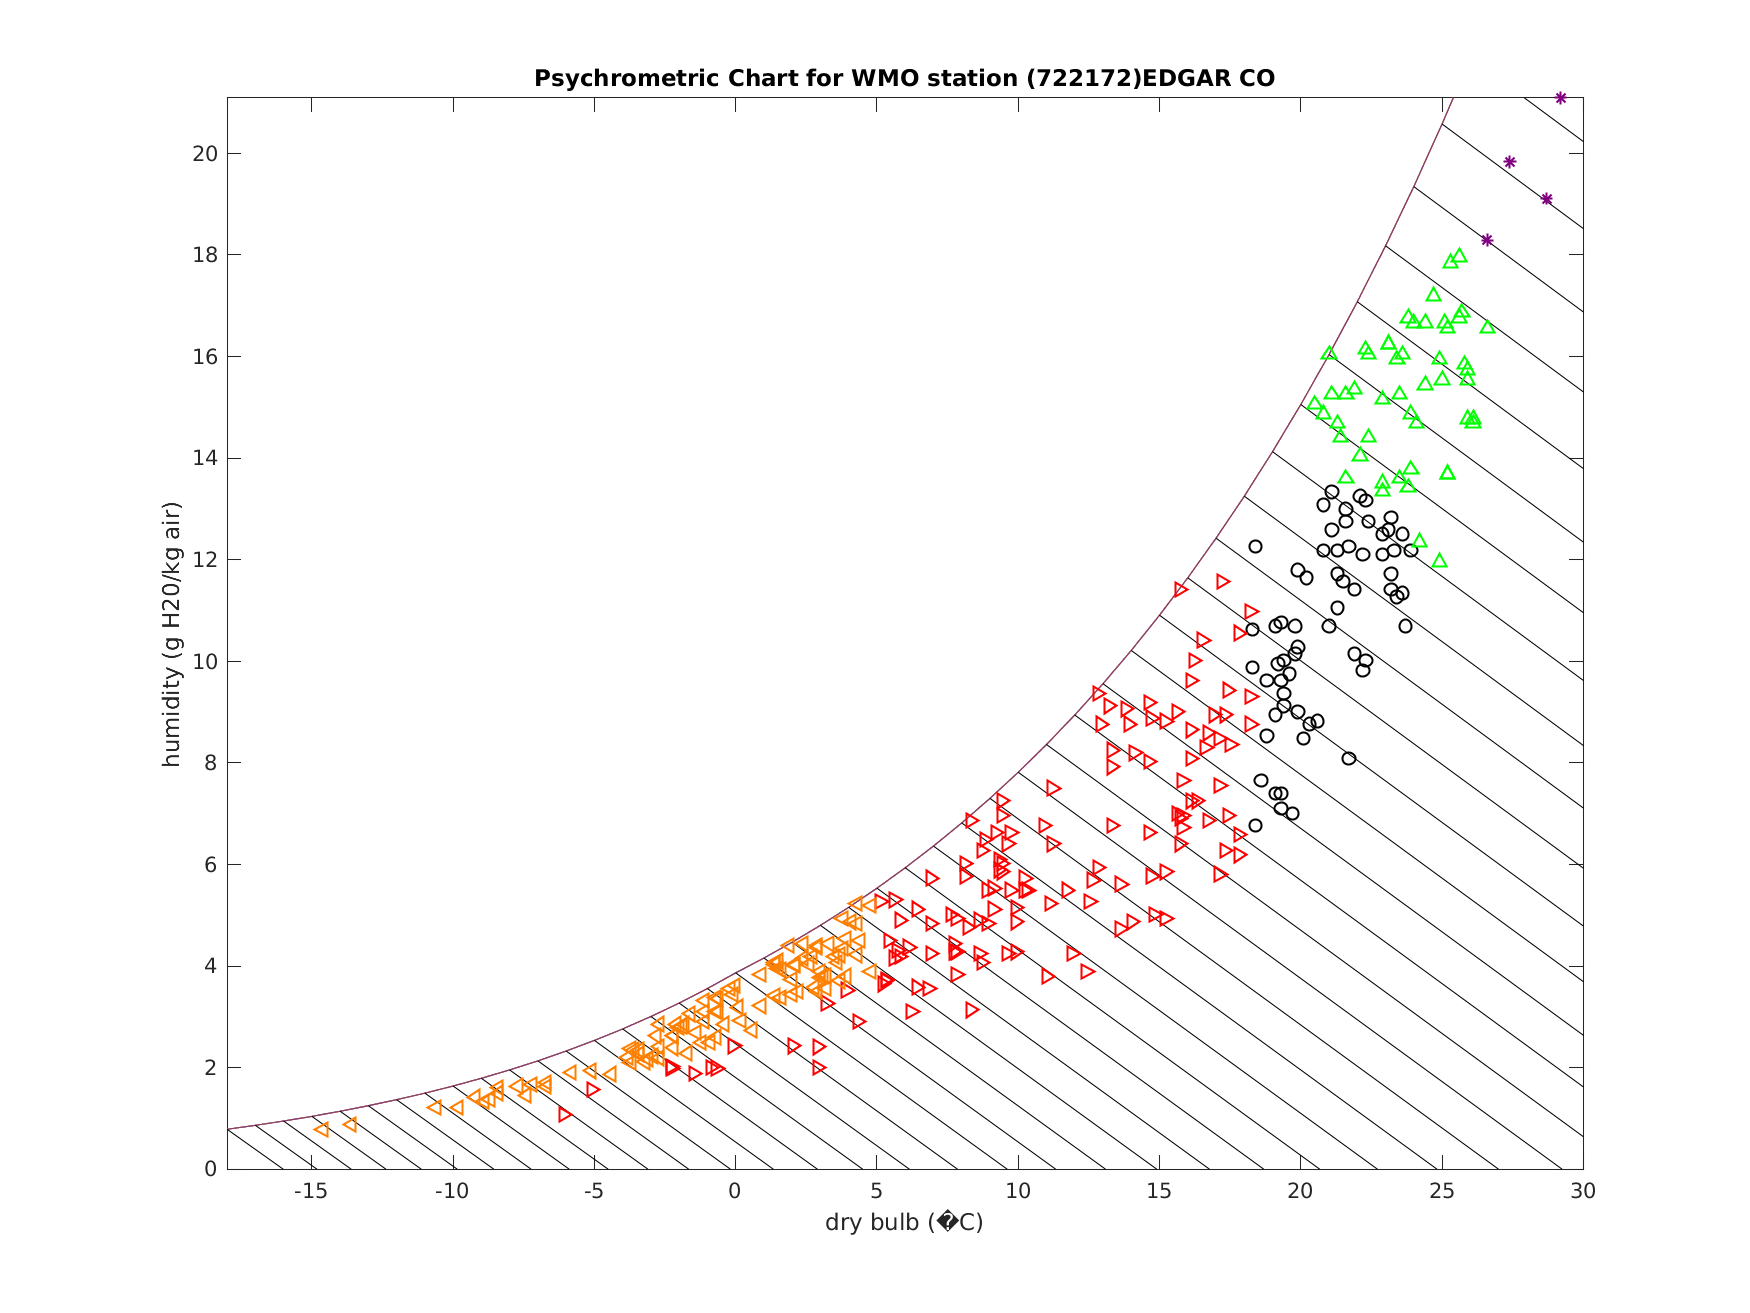 Psychrometric Chart for WMO station (722172)EDGAR CO
20
18
16
14
12
10
8
6
4
2
0
humidity (g H20/kg air)
-15 -10 -5 0 5 10 15 20 25 30
dry bulb (�C)